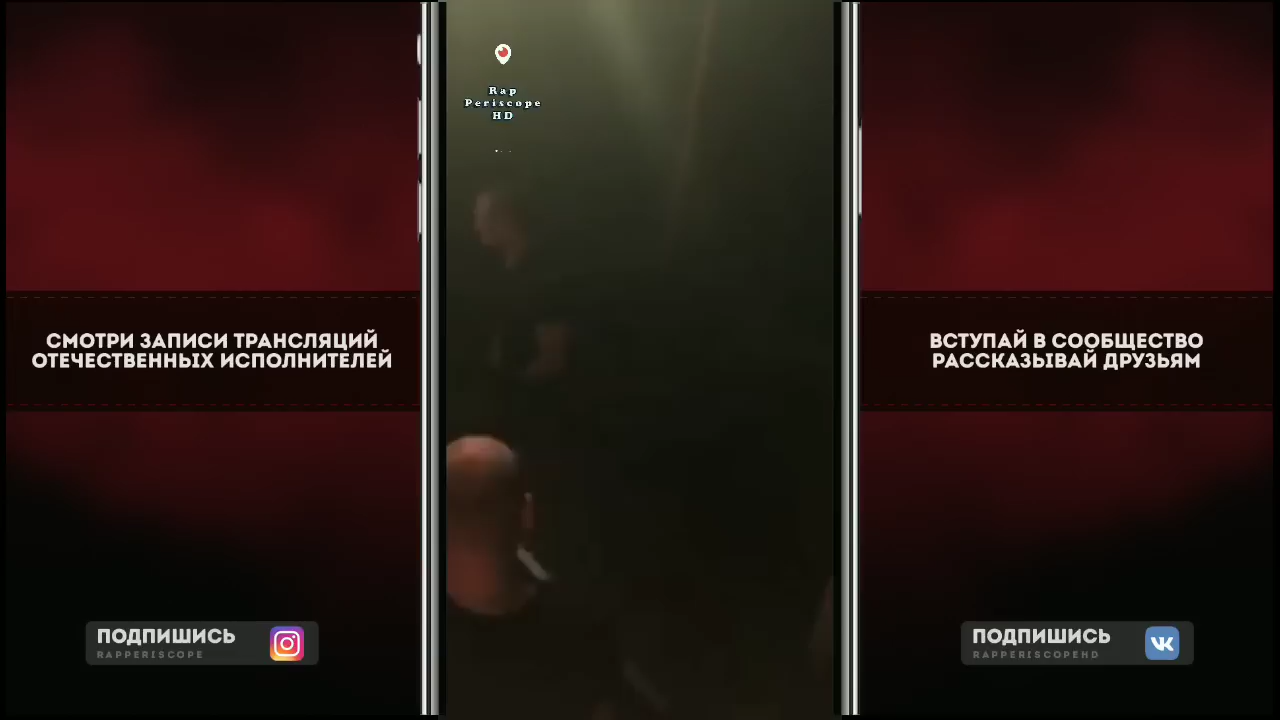 Rap
Periscope
HD
СМОТРИ ЗАПИСИ ТРАНСЛЯЦИЙ
ОТЕЧЕСТВЕННЫХ ИСПОЛНИТЕЛЕЙ
ВСТУПАЙ В СООБЩЕСТВО
РАССКАЗЫВАЙ ДРУЗЬЯМ
ПОДПИШИСЬ
RAPPERISCOPE
ПОДПИШИСЬ
RAPPERISCOPEHD